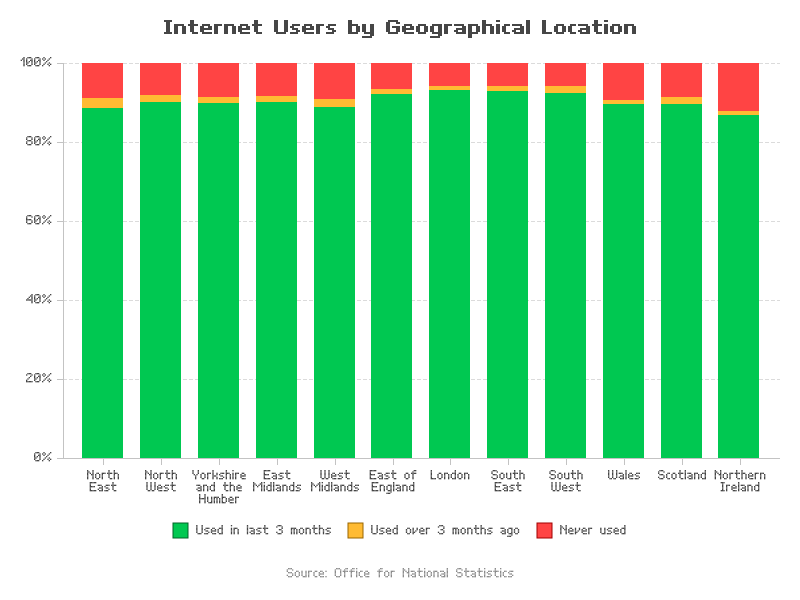 Internet Users by Geographical Location
100%
80%
60%
40%
20%
0%
North East
North West
Yorkshire and the Humber
East Midlands
West Midlands
East of England
London
South East
South West
Wales
Scotland
Northern Ireland
Used in last 3 months
Used over 3 months ago
Never used
Source: Office for National Statistics